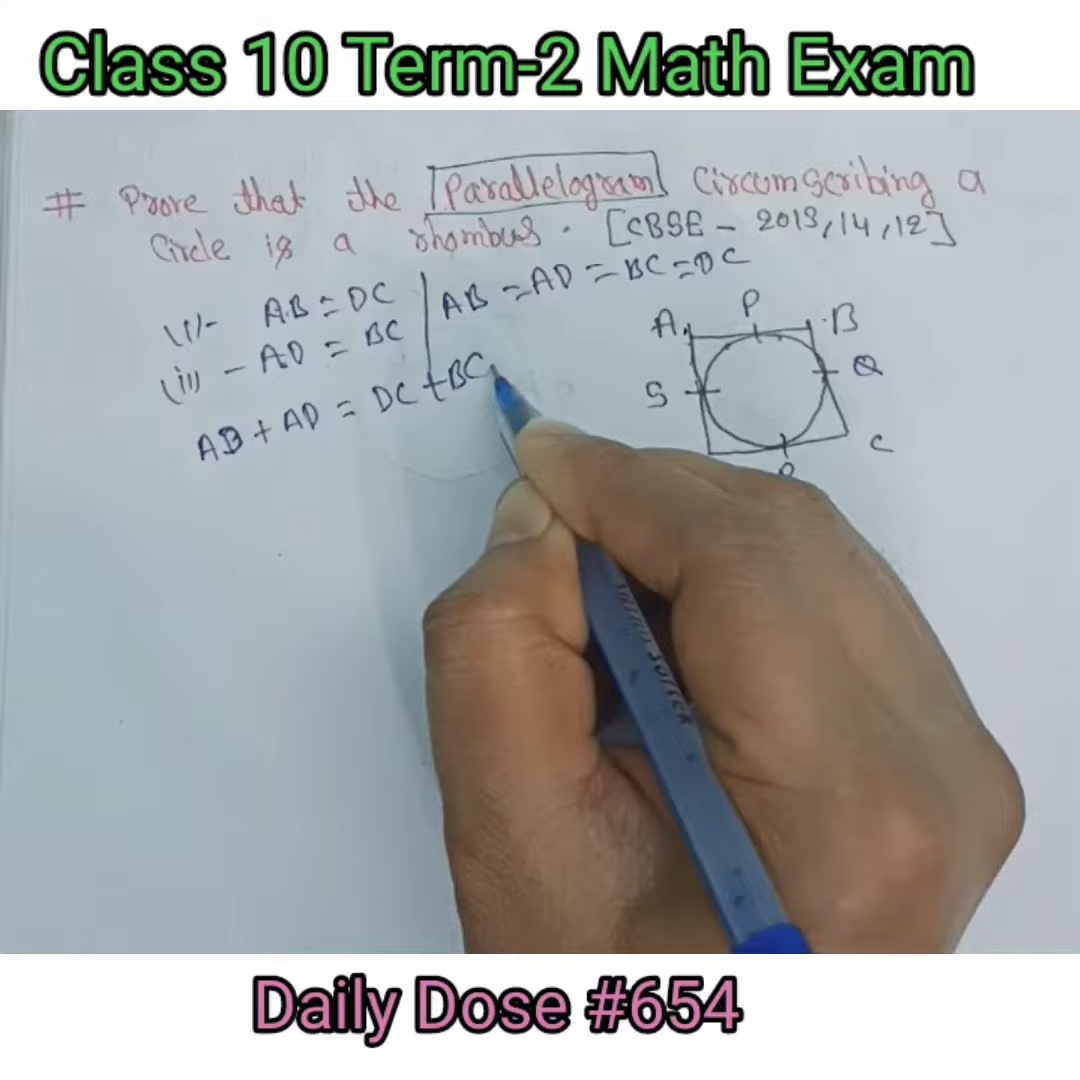 Class 10 Term-2 Math Exam
# Prove that the Parallelogram Circumscribing a
Circle is a rhombus. [CBSE - 2013, 14, 12]
(i) - AB = DC
(ii) - AD = BC
AB + AD = DC + BC
AB = AD = BC = DC
A P B
S Q
C
Daily Dose #654